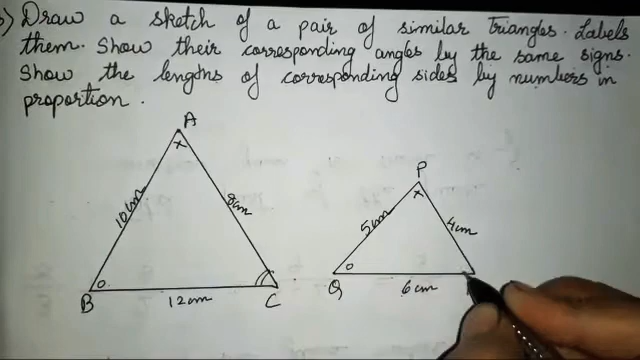 ) Draw a sketch of a pair of similar triangles. Labels
them. Show their corresponding angles by the same signs.
Show the lengths of corresponding sides by numbers in
proportion.
A
P
10cm
8cm
5cm
4cm
B
12cm
C
Q
6cm